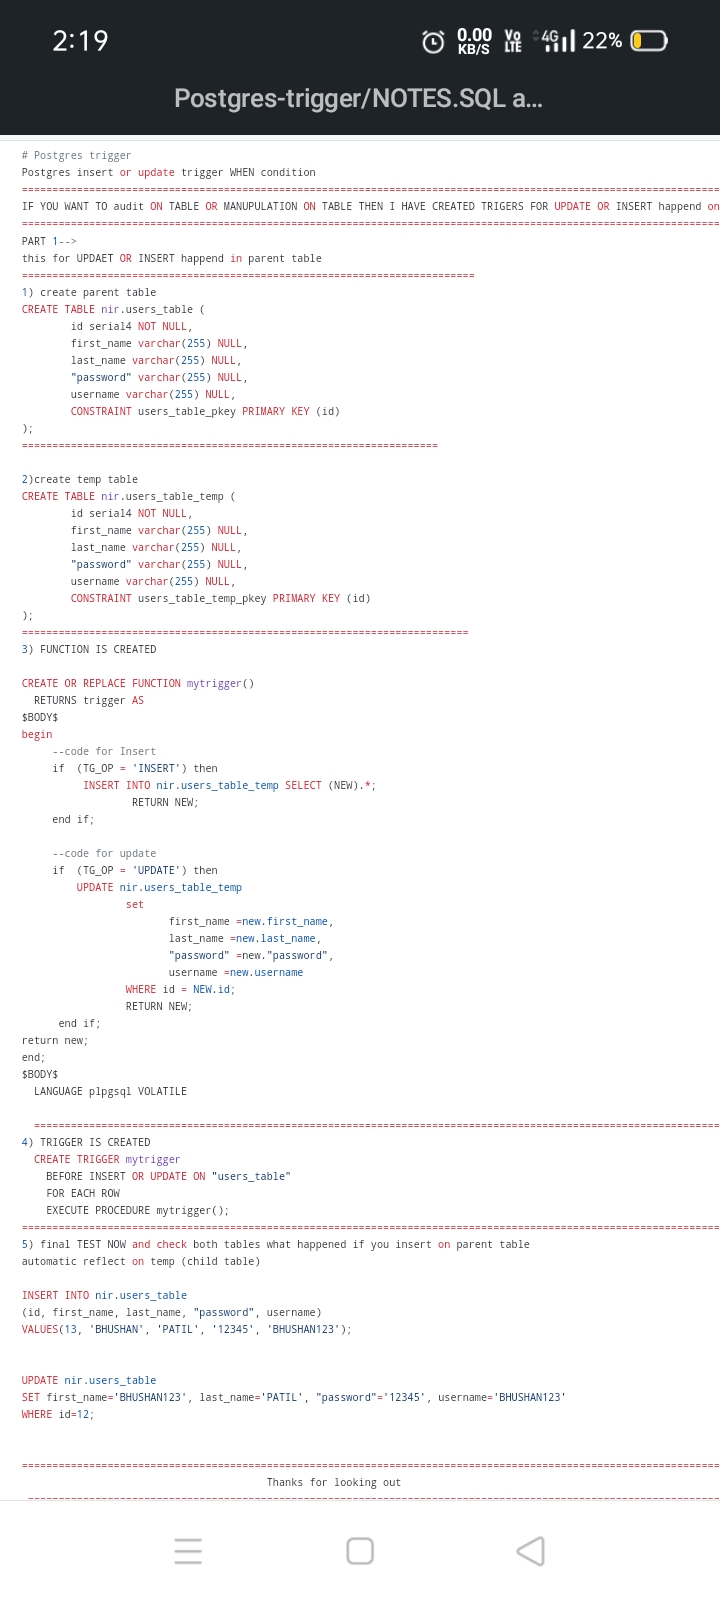 2:19
0.00 KB/S Vo LTE 4G 22%
Postgres-trigger/NOTES.SQL a...
# Postgres trigger
Postgres insert or update trigger WHEN condition
===================================================================================================================
IF YOU WANT TO audit ON TABLE OR MANUPULATION ON TABLE THEN I HAVE CREATED TRIGERS FOR UPDATE OR INSERT happend on
===================================================================================================================
PART 1-->
this for UPDAET OR INSERT happend in parent table
==========================================================================
1) create parent table
CREATE TABLE nir.users_table (
id serial4 NOT NULL,
first_name varchar(255) NULL,
last_name varchar(255) NULL,
"password" varchar(255) NULL,
username varchar(255) NULL,
CONSTRAINT users_table_pkey PRIMARY KEY (id)
);
====================================================================
2)create temp table
CREATE TABLE nir.users_table_temp (
id serial4 NOT NULL,
first_name varchar(255) NULL,
last_name varchar(255) NULL,
"password" varchar(255) NULL,
username varchar(255) NULL,
CONSTRAINT users_table_temp_pkey PRIMARY KEY (id)
);
=========================================================================
3) FUNCTION IS CREATED
CREATE OR REPLACE FUNCTION mytrigger()
RETURNS trigger AS
$BODY$
begin
--code for Insert
if  (TG_OP = 'INSERT') then
INSERT INTO nir.users_table_temp SELECT (NEW).*;
RETURN NEW;
end if;
--code for update
if  (TG_OP = 'UPDATE') then
UPDATE nir.users_table_temp
set
first_name =new.first_name,
last_name =new.last_name,
"password" =new."password",
username =new.username
WHERE id = NEW.id;
RETURN NEW;
end if;
return new;
end;
$BODY$
LANGUAGE plpgsql VOLATILE
=================================================================================================================
4) TRIGGER IS CREATED
CREATE TRIGGER mytrigger
BEFORE INSERT OR UPDATE ON "users_table"
FOR EACH ROW
EXECUTE PROCEDURE mytrigger();
===================================================================================================================
5) final TEST NOW and check both tables what happened if you insert on parent table
automatic reflect on temp (child table)
INSERT INTO nir.users_table
(id, first_name, last_name, "password", username)
VALUES(13, 'BHUSHAN', 'PATIL', '12345', 'BHUSHAN123');
UPDATE nir.users_table
SET first_name='BHUSHAN123', last_name='PATIL', "password"='12345', username='BHUSHAN123'
WHERE id=12;
===================================================================================================================
Thanks for looking out
==================================================================================================================